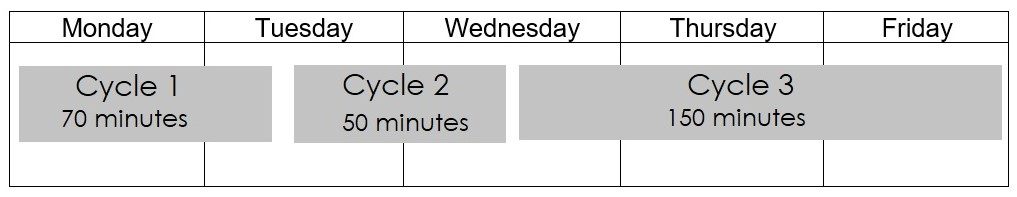 Monday Tuesday Wednesday Thursday Friday
Cycle 1
70 minutes
Cycle 2
50 minutes
Cycle 3
150 minutes